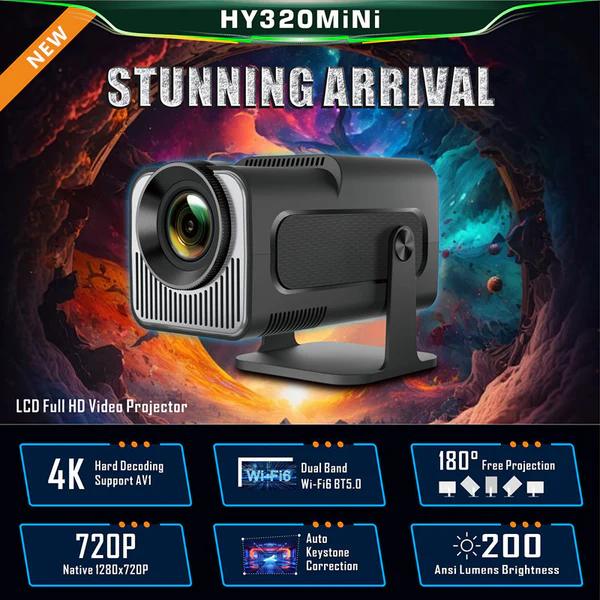 HY320MiNi
NEW
STUNNING ARRIVAL
LCD Full HD Video Projector
4K Hard Decoding
Support AV1
Wi-Fi6 Dual Band
Wi-Fi6 BT5.0
180° Free Projection
720P
Native 1280x720P
Auto
Keystone
Correction
200
Ansi Lumens Brightness